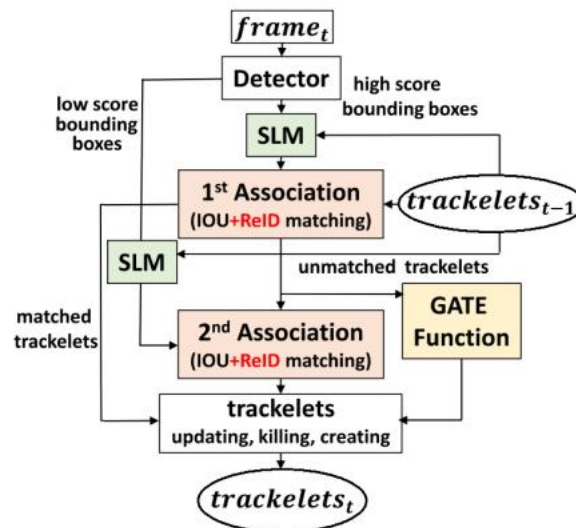 frame_t
Detector
low score
bounding
boxes
high score
bounding boxes
SLM
1st Association
(IOU+ReID matching)
trackelets_{t-1}
SLM
unmatched trackelets
matched
trackelets
2nd Association
(IOU+ReID matching)
GATE
Function
trackelets
updating, killing, creating
trackelets_t